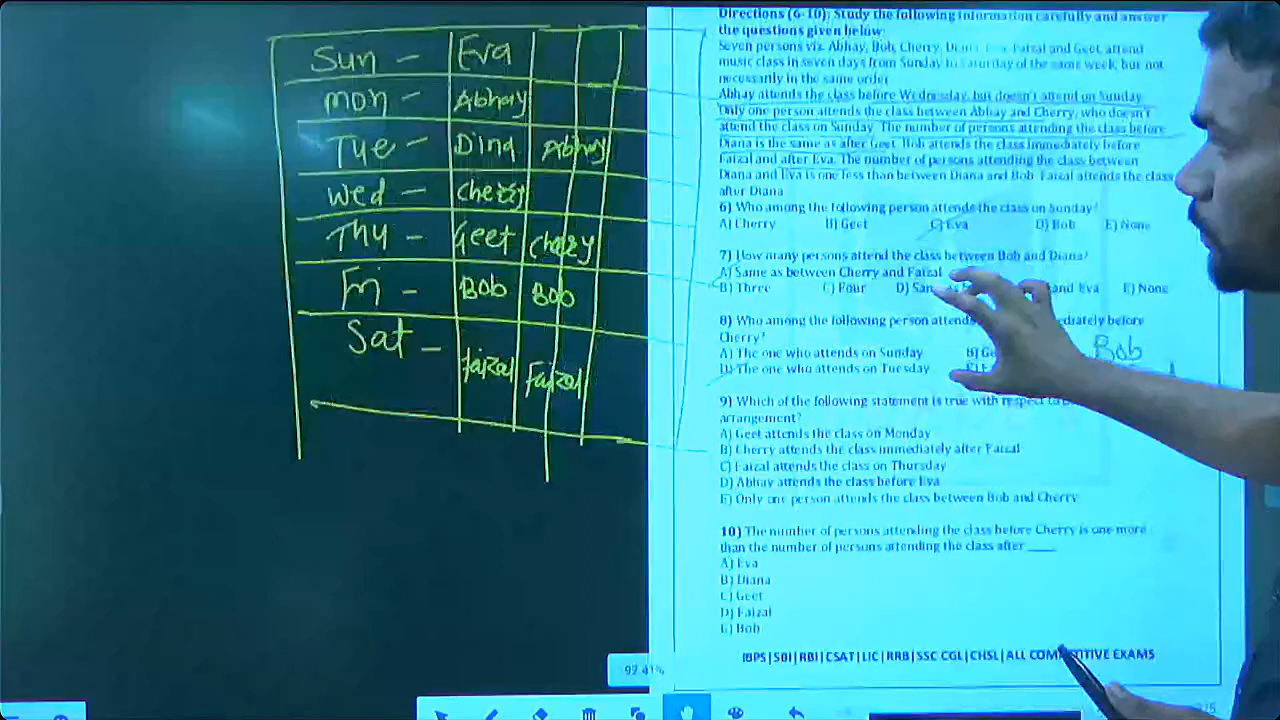 Sun - Eva
mon - Abhay
Tue - Dina Abhay
Wed - Cherry
Thu - Geet Cherry
Fri - Bob Bob
Sat - Faizal Faizal
Directions (6-10): Study the following information carefully and answer
the questions given below:
Seven persons viz. Abhay, Bob, Cherry, Faizal and Geet, attend
music class in seven days from Sunday to Saturday of the same week, but not
necessarily in the same order
Abhay attends the class before Wednesday, but doesn't attend on Sunday
Only one person attends the class between Abhay and Cherry, who doesn't
attend the class on Sunday. The number of persons attending the class before
Diana is the same as after Geet. Bob attends the class immediately before
Faizal and after Eva. The number of persons attending the class between
Diana and Eva is one less than between Diana and Bob. Faizal attends the class
after Diana
6) Who among the following person attends the class on Sunday?
A) Cherry B) Geet C) Eva D) Bob E) None
7) How many persons attend the class between Bob and Diana?
A) Same as between Cherry and Faizal
B) Three C) Four D) and Eva E) None
8) Who among the following person attends before
Cherry?
A) The one who attends on Sunday B) Bob
D) The one who attends on Tuesday
9) Which of the following statement is true with respect to
arrangement?
A) Geet attends the class on Monday
B) Cherry attends the class immediately after Faizal
C) Faizal attends the class on Thursday
D) Abhay attends the class before Eva
E) Only one person attends the class between Bob and Cherry
10) The number of persons attending the class before Cherry is one more
than the number of persons attending the class after ____
A) Eva
B) Diana
C) Geet
D) Faizal
E) Bob
IBPS|SBI|RBI|CSAT|LIC|RRB|SSC CGL|CHSL|ALL COMPETITIVE EXAMS
92.41%